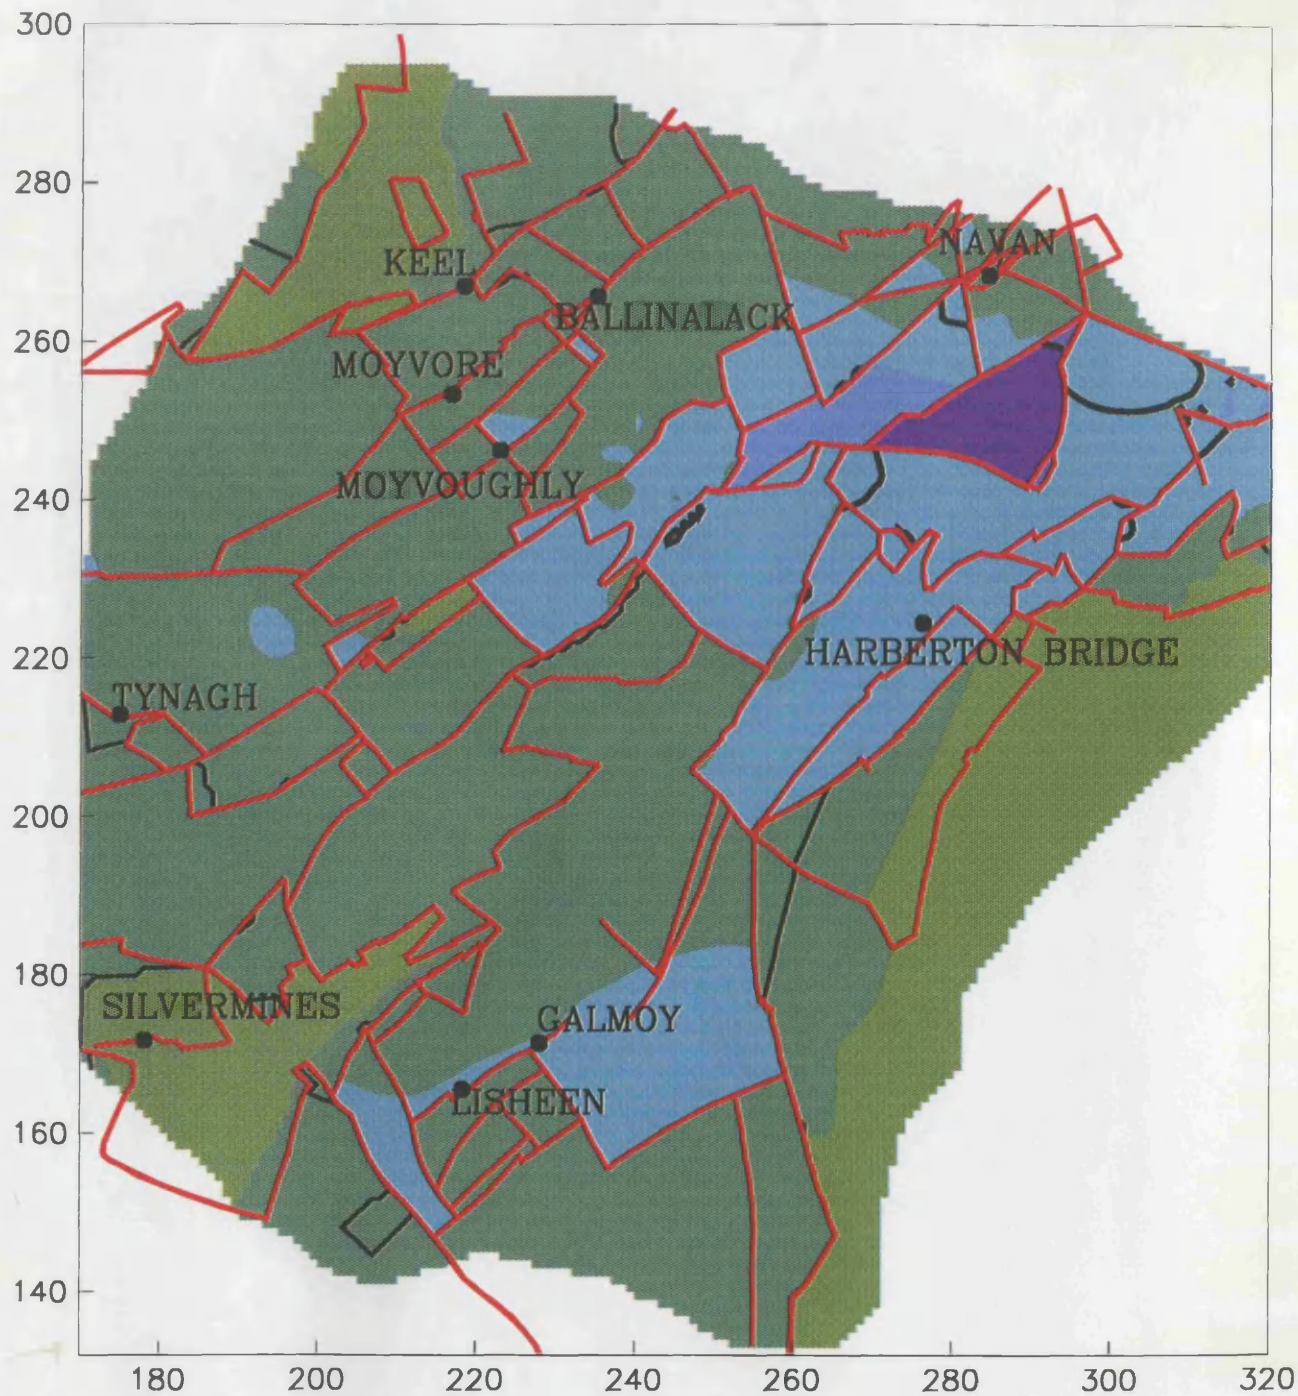 300
280
NAVAN
KEEL
BALLINALACK
260
MOYVORE
MOYVOUGHLY
240
220
HARBERTON BRIDGE
TYNAGH
200
180
SILVERMINES
GALMOY
LISHEEN
160
140
180 200 220 240 260 280 300 320